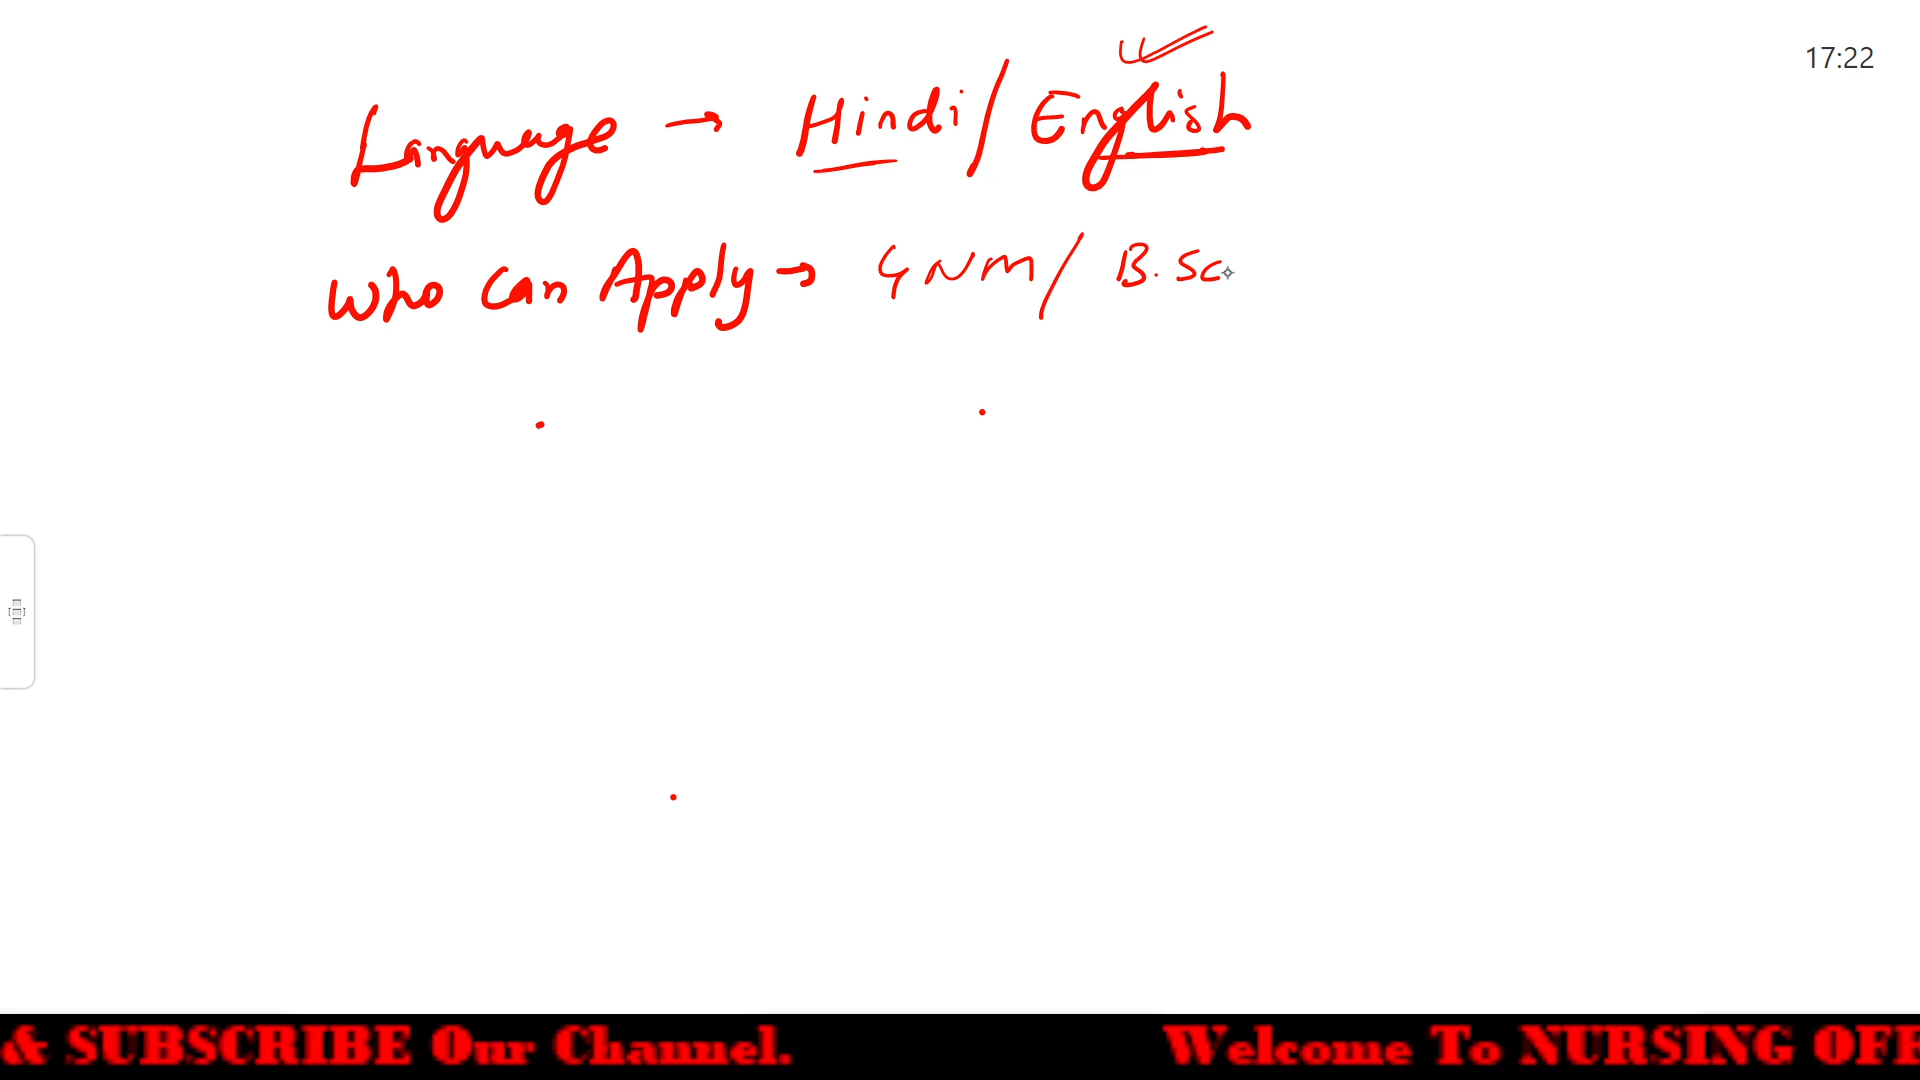 17:22
Language → Hindi/English
Who Can Apply → GNM/B.Sc
& SUBSCRIBE Our Channel. Welcome To NURSING OFF